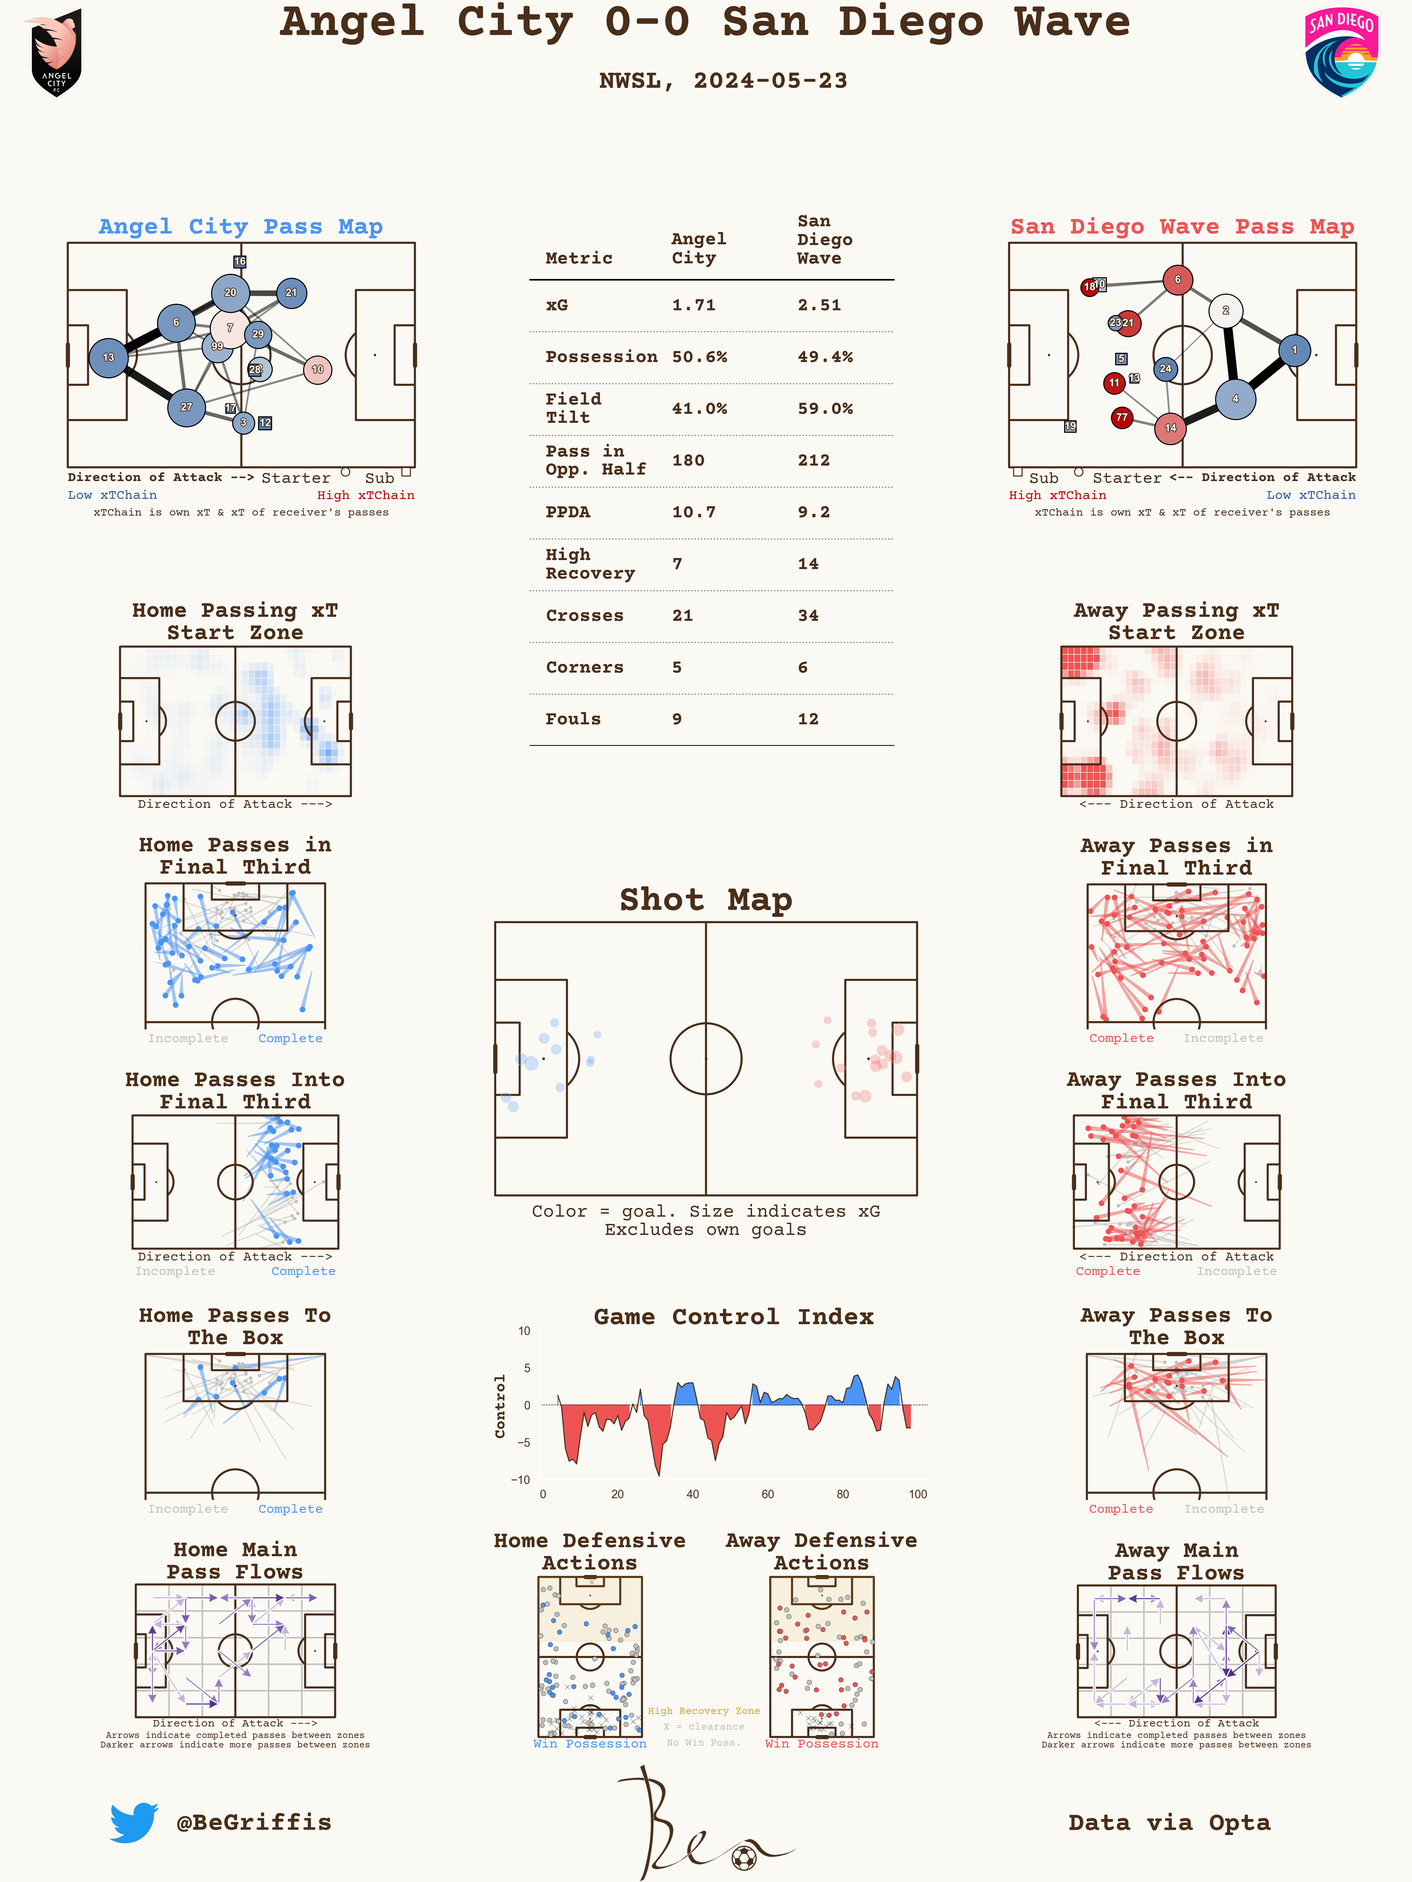 Angel City 0-0 San Diego Wave
NWSL, 2024-05-23
ANGEL
CITY
FC
SAN DIEGO
Angel City Pass Map
16
20
21
6
7
29
99
13
28
10
27
17
3
12
Direction of Attack --> Starter Sub
Low xTChain High xTChain
xTChain is own xT & xT of receiver's passes
Metric Angel City San Diego Wave
xG 1.71 2.51
Possession 50.6% 49.4%
Field Tilt 41.0% 59.0%
Pass in Opp. Half 180 212
PPDA 10.7 9.2
High Recovery 7 14
Crosses 21 34
Corners 5 6
Fouls 9 12
San Diego Wave Pass Map
18
10
6
2
23
21
5
1
24
13
11
4
77
19
14
Sub Starter <-- Direction of Attack
High xTChain Low xTChain
xTChain is own xT & xT of receiver's passes
Home Passing xT
Start Zone
Direction of Attack --->
Away Passing xT
Start Zone
<--- Direction of Attack
Home Passes in
Final Third
Incomplete Complete
Away Passes in
Final Third
Complete Incomplete
Shot Map
Color = goal. Size indicates xG
Excludes own goals
Home Passes Into
Final Third
Direction of Attack --->
Incomplete Complete
Away Passes Into
Final Third
<--- Direction of Attack
Complete Incomplete
Home Passes To
The Box
Incomplete Complete
Game Control Index
Control
10
5
0
−5
−10
0 20 40 60 80 100
Away Passes To
The Box
Complete Incomplete
Home Main
Pass Flows
Direction of Attack --->
Arrows indicate completed passes between zones
Darker arrows indicate more passes between zones
Home Defensive
Actions
Win Possession
Away Defensive
Actions
Win Possession
High Recovery Zone
X = clearance
No Win Poss.
Away Main
Pass Flows
<--- Direction of Attack
Arrows indicate completed passes between zones
Darker arrows indicate more passes between zones
@BeGriffis
Ben
Data via Opta